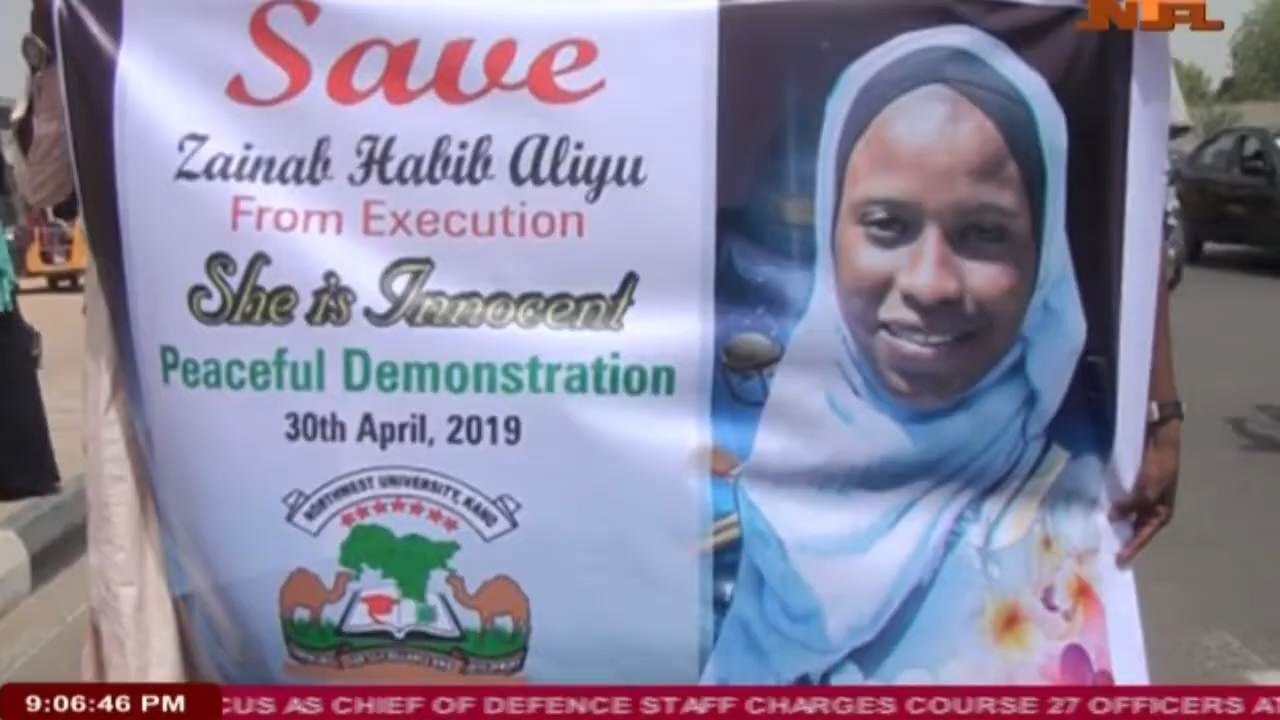 NTA
Save
Zainab Habib Aliyu
From Execution
She is Innocent
Peaceful Demonstration
30th April, 2019
NORTHWEST UNIVERSITY, KANO
9:06:46 PM
CUS AS CHIEF OF DEFENCE STAFF CHARGES COURSE 27 OFFICERS